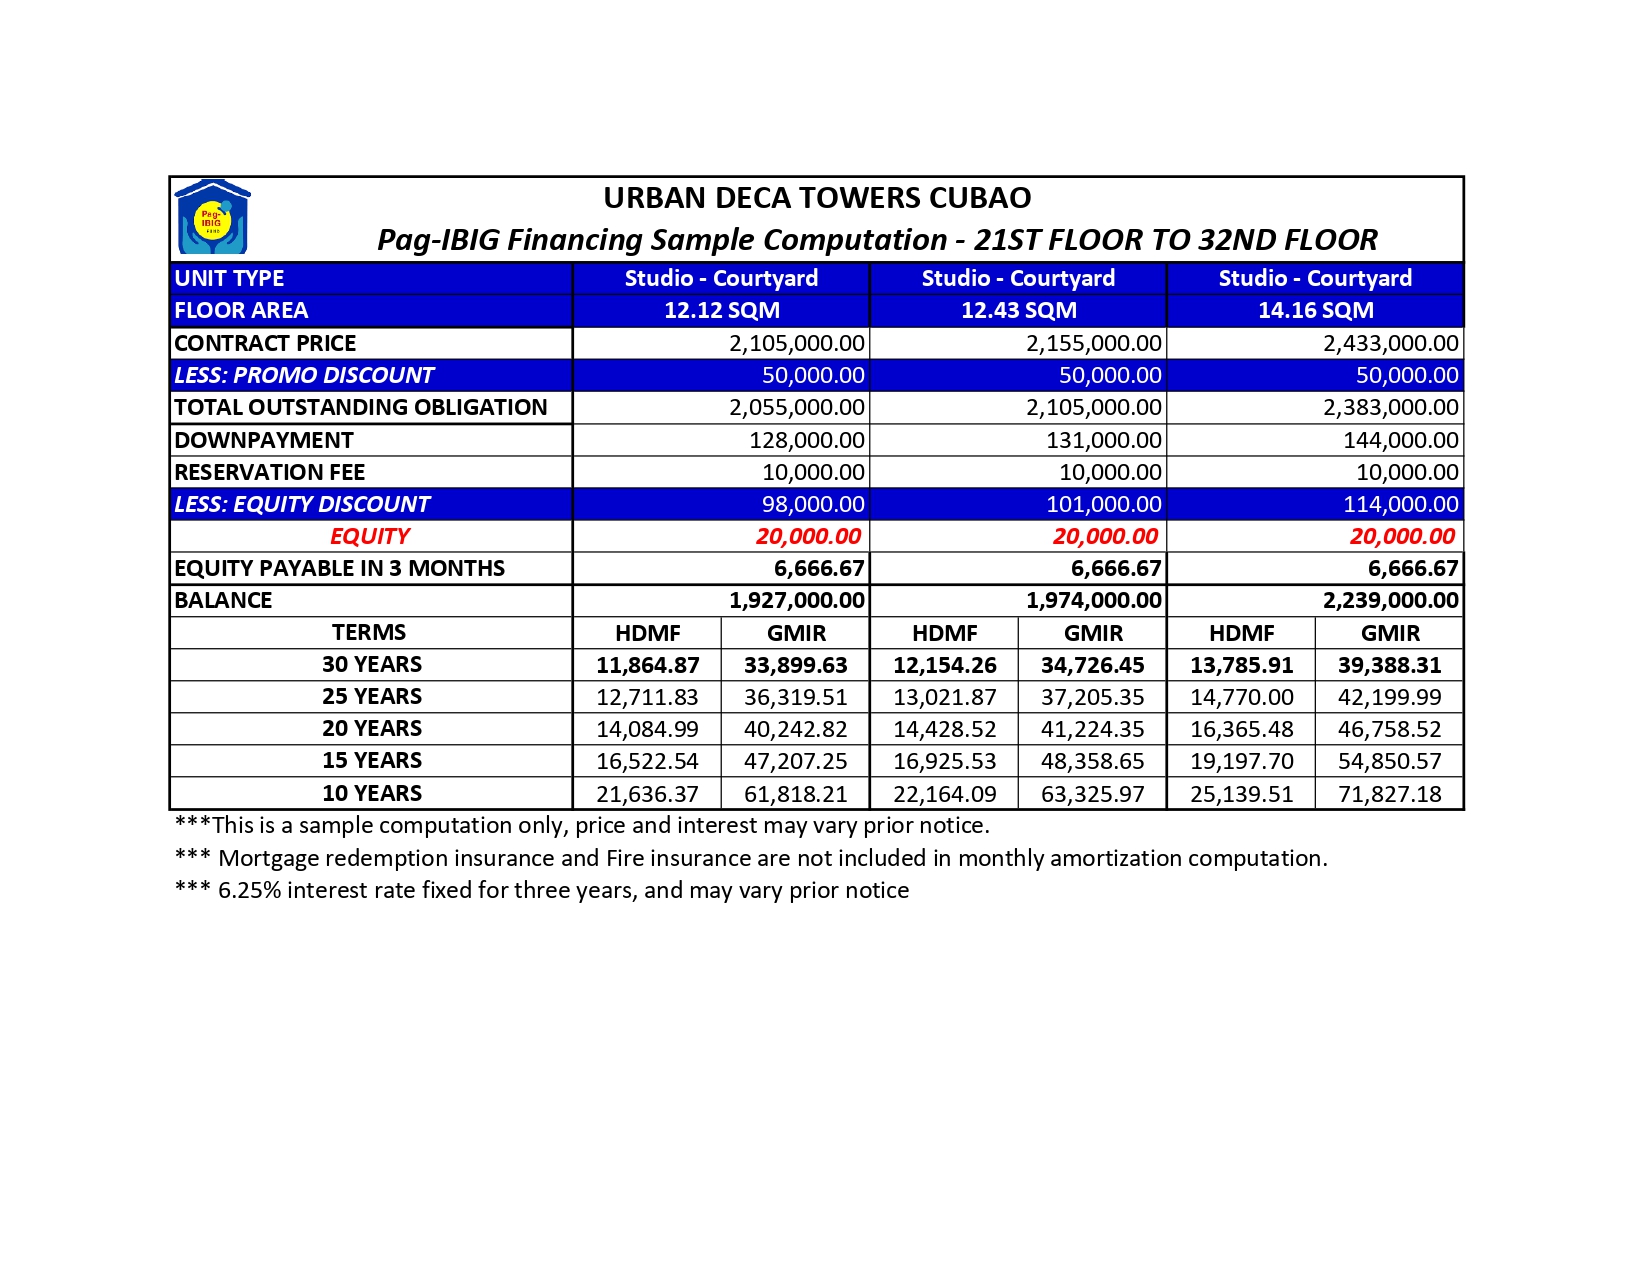 Pag-
IBIG
FUND
URBAN DECA TOWERS CUBAO
Pag-IBIG Financing Sample Computation - 21ST FLOOR TO 32ND FLOOR
UNIT TYPE Studio - Courtyard Studio - Courtyard Studio - Courtyard
FLOOR AREA 12.12 SQM 12.43 SQM 14.16 SQM
CONTRACT PRICE 2,105,000.00 2,155,000.00 2,433,000.00
LESS: PROMO DISCOUNT 50,000.00 50,000.00 50,000.00
TOTAL OUTSTANDING OBLIGATION 2,055,000.00 2,105,000.00 2,383,000.00
DOWNPAYMENT 128,000.00 131,000.00 144,000.00
RESERVATION FEE 10,000.00 10,000.00 10,000.00
LESS: EQUITY DISCOUNT 98,000.00 101,000.00 114,000.00
EQUITY 20,000.00 20,000.00 20,000.00
EQUITY PAYABLE IN 3 MONTHS 6,666.67 6,666.67 6,666.67
BALANCE 1,927,000.00 1,974,000.00 2,239,000.00
TERMS HDMF GMIR HDMF GMIR HDMF GMIR
30 YEARS 11,864.87 33,899.63 12,154.26 34,726.45 13,785.91 39,388.31
25 YEARS 12,711.83 36,319.51 13,021.87 37,205.35 14,770.00 42,199.99
20 YEARS 14,084.99 40,242.82 14,428.52 41,224.35 16,365.48 46,758.52
15 YEARS 16,522.54 47,207.25 16,925.53 48,358.65 19,197.70 54,850.57
10 YEARS 21,636.37 61,818.21 22,164.09 63,325.97 25,139.51 71,827.18
***This is a sample computation only, price and interest may vary prior notice.
*** Mortgage redemption insurance and Fire insurance are not included in monthly amortization computation.
*** 6.25% interest rate fixed for three years, and may vary prior notice